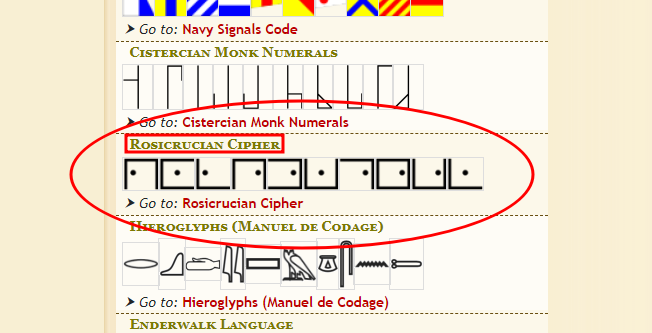 Go to: Navy Signals Code
Cistercian Monk Numerals
Go to: Cistercian Monk Numerals
Rosicrucian Cipher
Go to: Rosicrucian Cipher
Hieroglyphs (Manuel de Codage)
Go to: Hieroglyphs (Manuel de Codage)
Enderwalk Language